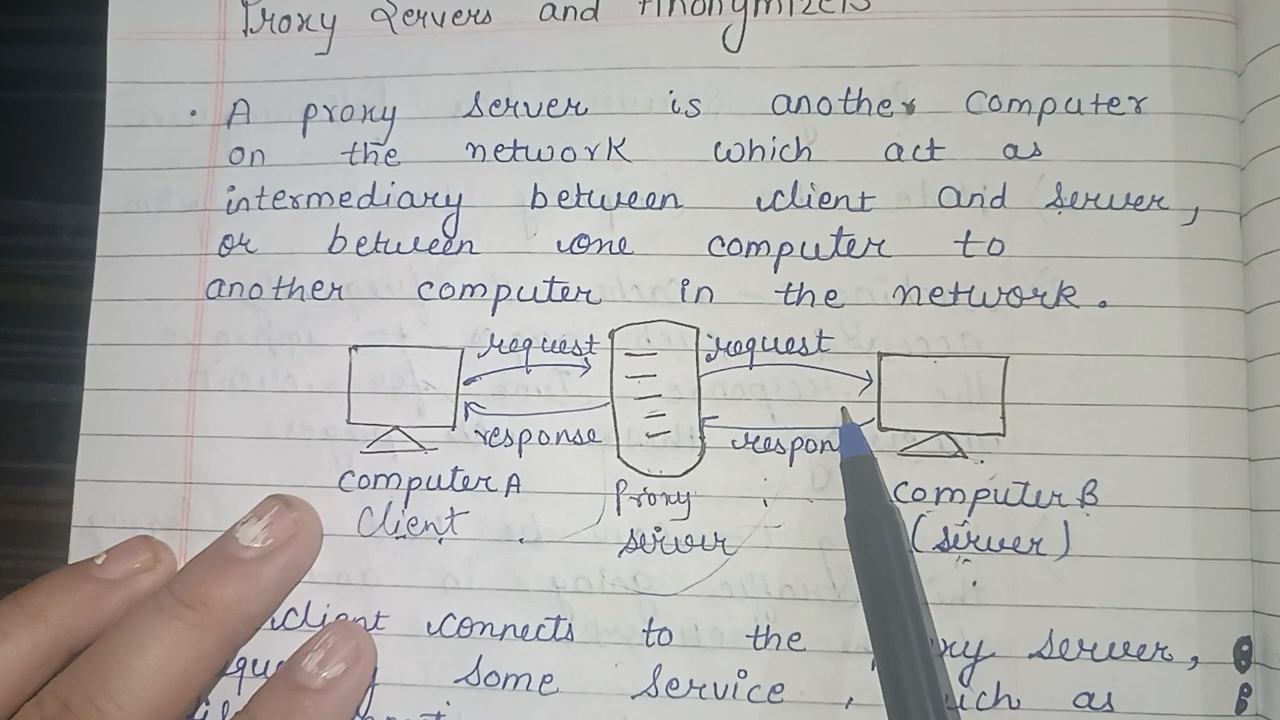 Proxy Servers and Anonymizers
• A proxy server is another computer
on the network which act as
intermediary between client and server,
or between one computer to
another computer in the network.
request request
response respon
computer A Proxy computer B
Client server (server)
client connects to the server,
some service, as